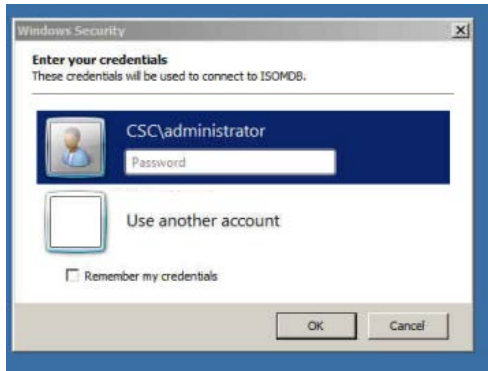 Windows Security
Enter your credentials
These credentials will be used to connect to ISOMDB.
CSC\administrator
Password
Use another account
Remember my credentials
OK
Cancel